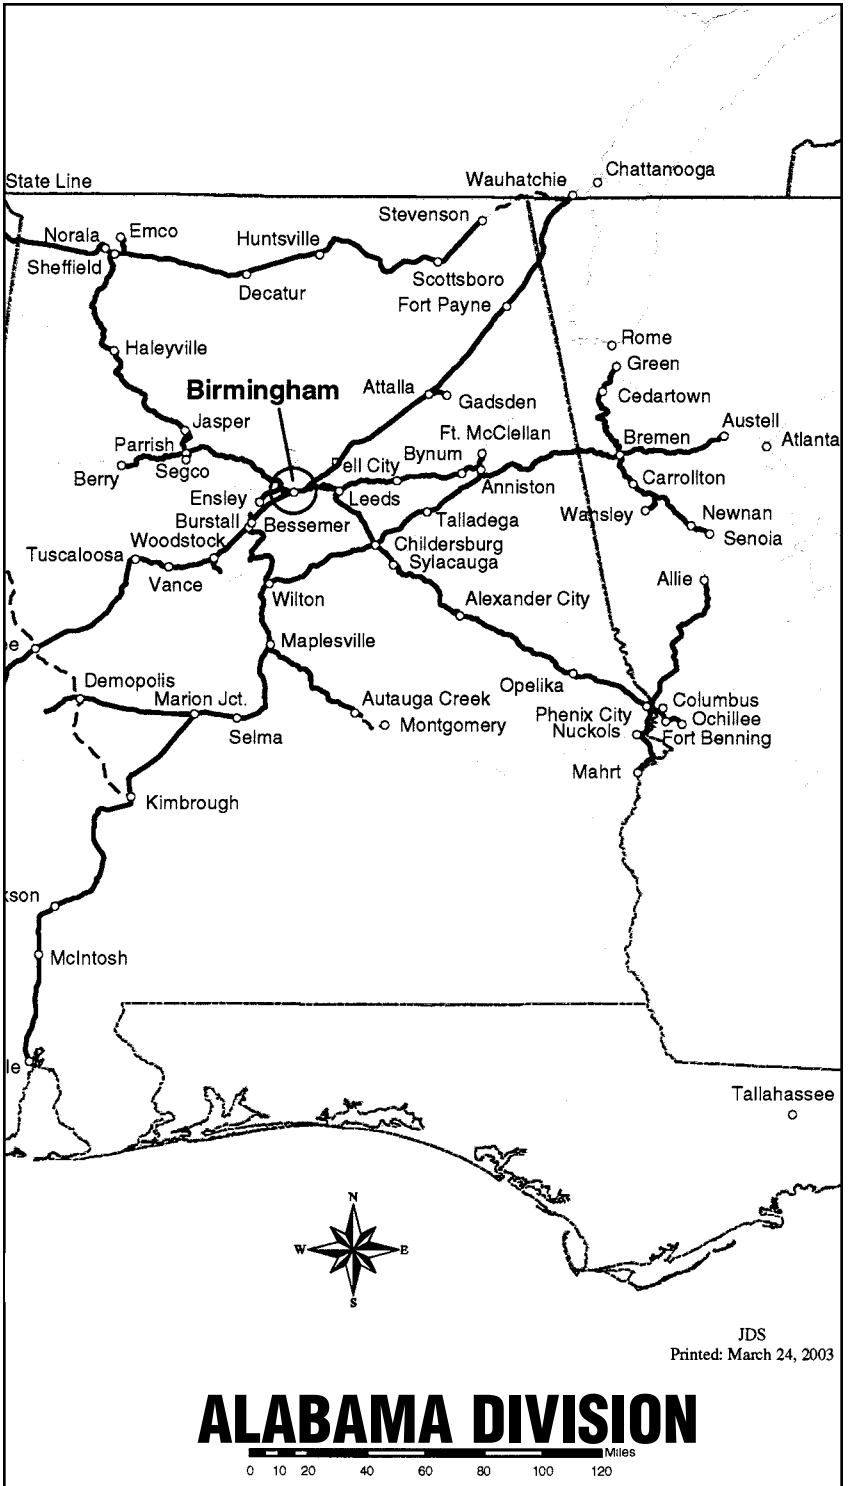 Chattanooga
Wauhatchie
State Line
Stevenson
Emco
Norala
Huntsville
Sheffield
Scottsboro
Decatur
Fort Payne
Rome
Haleyville
Green
Birmingham
Attalla
Cedartown
Gadsden
Jasper
Austell
Ft. McClellan
Parrish
Bremen
Atlanta
Bynum
Pell City
Segco
Berry
Carrollton
Anniston
Ensley
Leeds
Wansley
Newnan
Burstall
Bessemer
Talladega
Woodstock
Senoia
Childersburg
Tuscaloosa
Sylacauga
Vance
Allie
Wilton
Alexander City
Maplesville
ee
Demopolis
Opelika
Marion Jct.
Autauga Creek
Columbus
Phenix City
Ochillee
Montgomery
Nuckols
Selma
Fort Benning
Mahrt
Kimbrough
kson
McIntosh
le
Tallahassee
N
W E
S
JDS
Printed: March 24, 2003
ALABAMA DIVISION
Miles
0 10 20 40 60 80 100 120